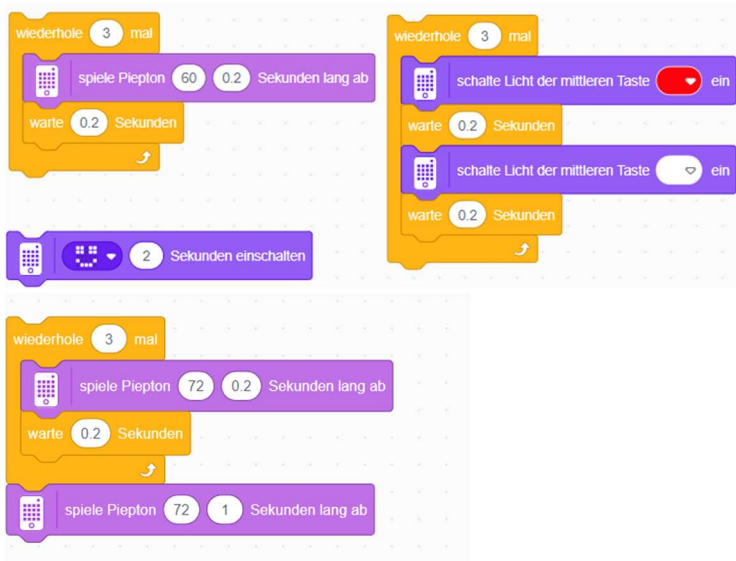 wiederhole 3 mal
spiele Piepton 60 0.2 Sekunden lang ab
warte 0.2 Sekunden
2 Sekunden einschalten
wiederhole 3 mal
schalte Licht der mittleren Taste ein
warte 0.2 Sekunden
schalte Licht der mittleren Taste ein
warte 0.2 Sekunden
wiederhole 3 mal
spiele Piepton 72 0.2 Sekunden lang ab
warte 0.2 Sekunden
spiele Piepton 72 1 Sekunden lang ab